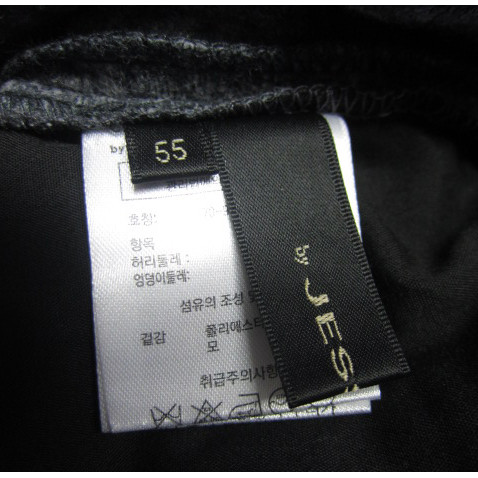 55
by JES
by
호칭:
항목
허리둘레 :
엉덩이둘레:
섬유의 조성
겉감
폴리에스터
모
취급주의사항